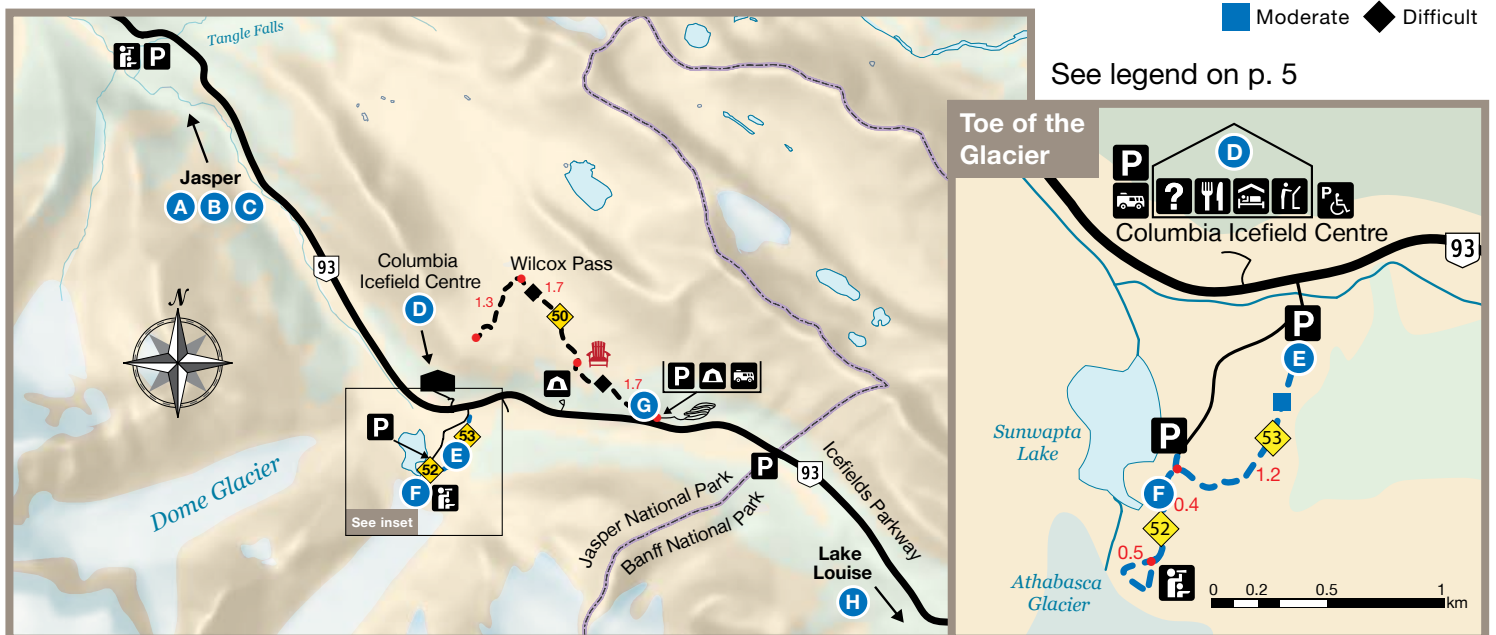 Moderate Difficult
See legend on p. 5
Tangle Falls
P
Jasper
A B C
N
93
Columbia
Icefield Centre
D
Wilcox Pass
1.3
1.7
50
1.7
G
P
P
53
E
52
F
See inset
Dome Glacier
P
93
Jasper National Park
Banff National Park
Icefields Parkway
Lake
Louise
H
Toe of the
Glacier
D
P
?
P
Columbia Icefield Centre
93
P
E
53
1.2
P
Sunwapta
Lake
F
0.4
52
0.5
Athabasca
Glacier
0 0.2 0.5 1
km